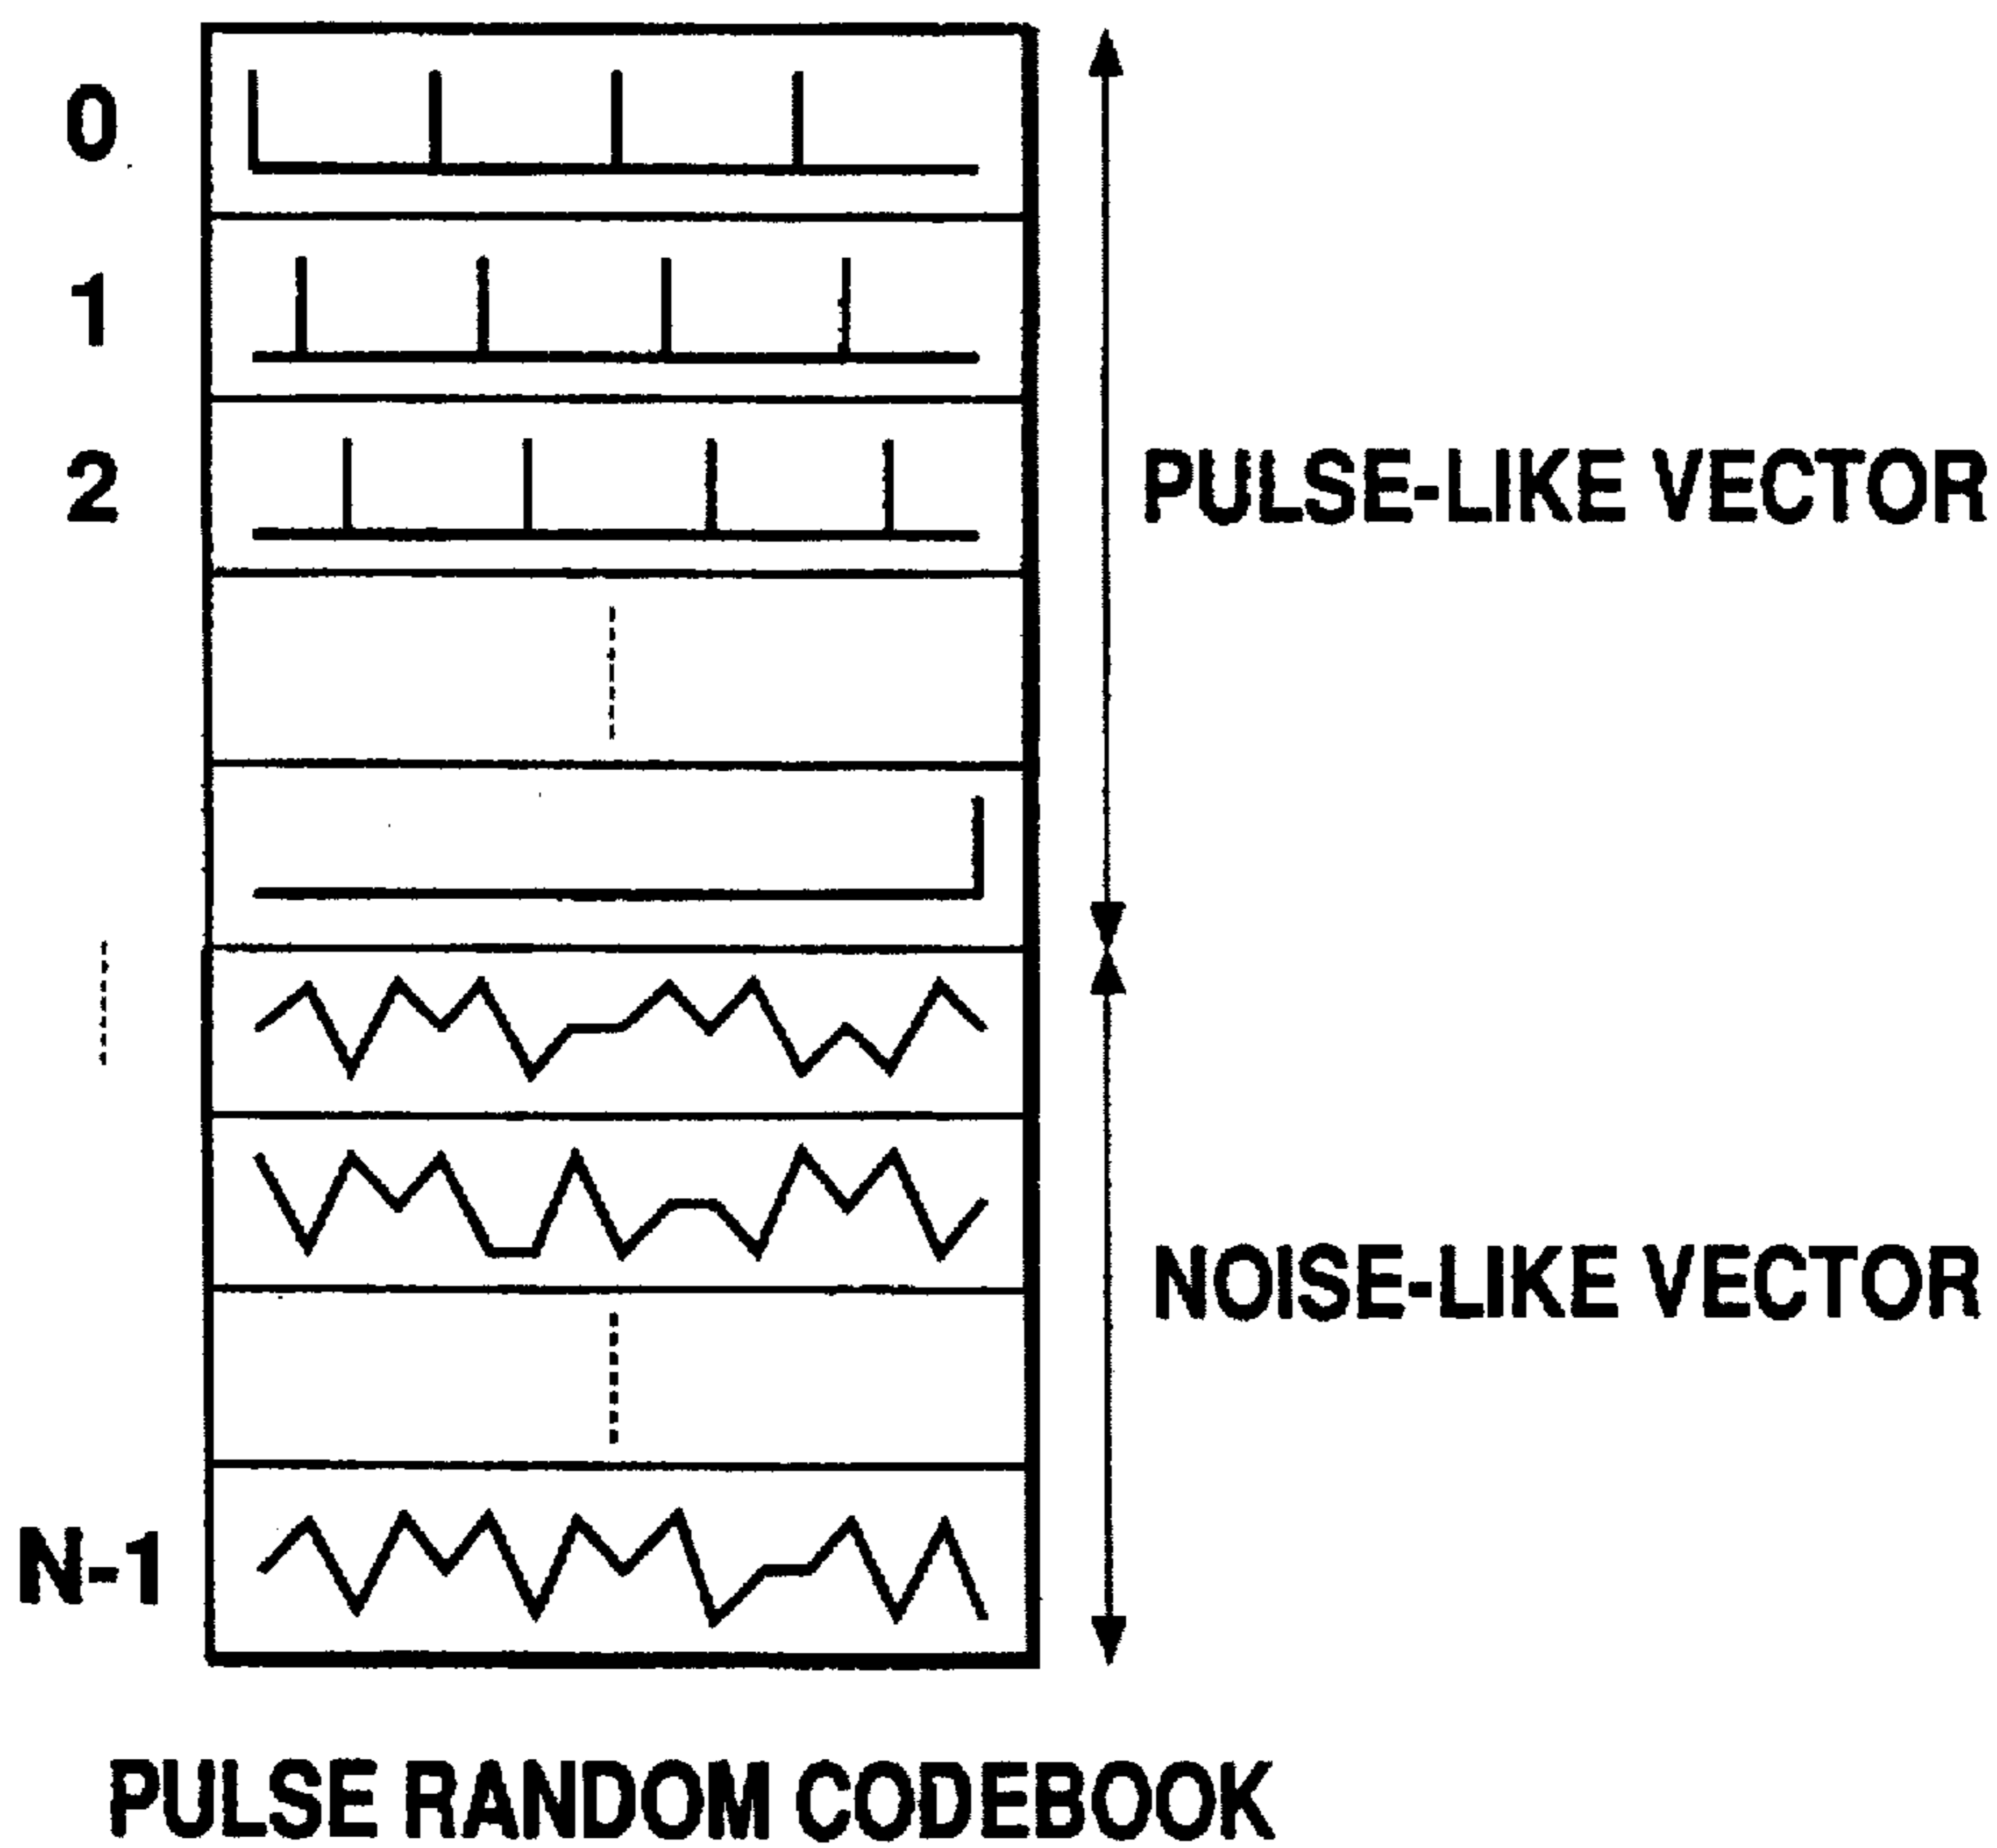 0
1
2
PULSE-LIKE VECTOR
NOISE-LIKE VECTOR
N-1
PULSE RANDOM CODEBOOK